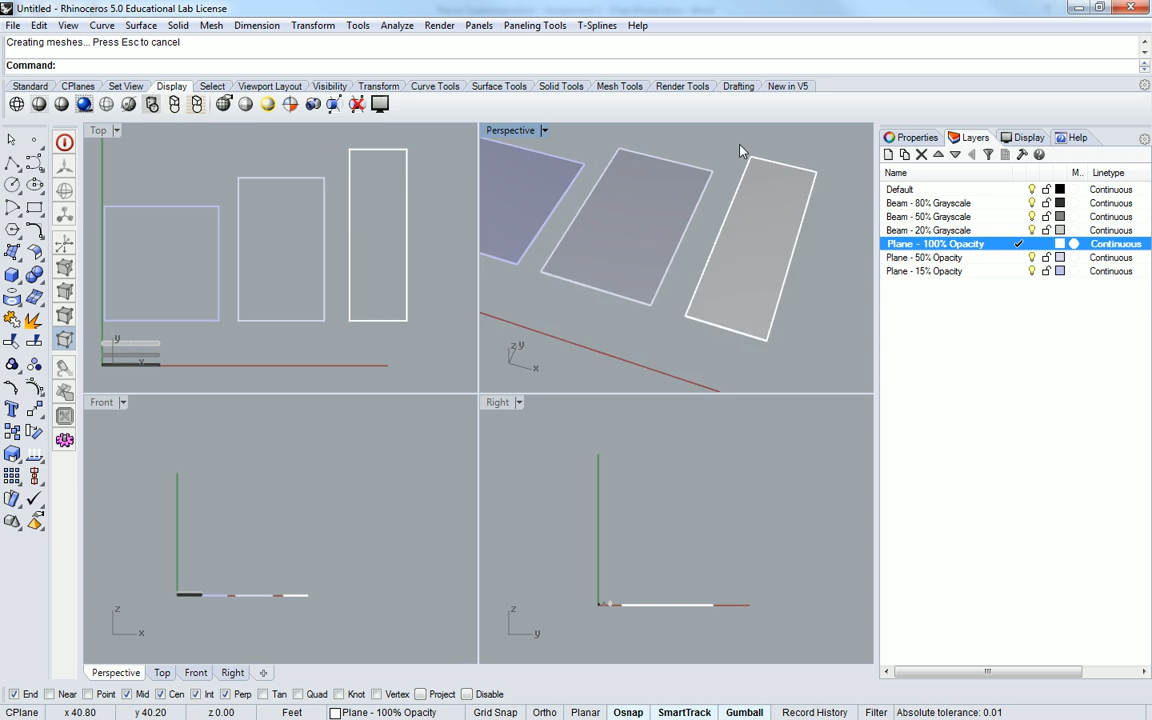 Untitled - Rhinoceros 5.0 Educational Lab License
File Edit View Curve Surface Solid Mesh Dimension Transform Tools Analyze Render Panels Paneling Tools T-Splines Help
Creating meshes... Press Esc to cancel
Command:
Standard CPlanes Set View Display Select Viewport Layout Visibility Transform Curve Tools Surface Tools Solid Tools Mesh Tools Render Tools Drafting New in V5
Top
Perspective
Properties Layers Display Help
Name M.. Linetype
Default Continuous
Beam - 80% Grayscale Continuous
Beam - 50% Grayscale Continuous
Beam - 20% Grayscale Continuous
Plane - 100% Opacity Continuous
Plane - 50% Opacity Continuous
Plane - 15% Opacity Continuous
y
x
z y
x
Front
Right
z
x
z
y
Perspective Top Front Right
End Near Point Mid Cen Int Perp Tan Quad Knot Vertex Project Disable
CPlane x 40.80 y 40.20 z 0.00 Feet Plane - 100% Opacity Grid Snap Ortho Planar Osnap SmartTrack Gumball Record History Filter Absolute tolerance: 0.01